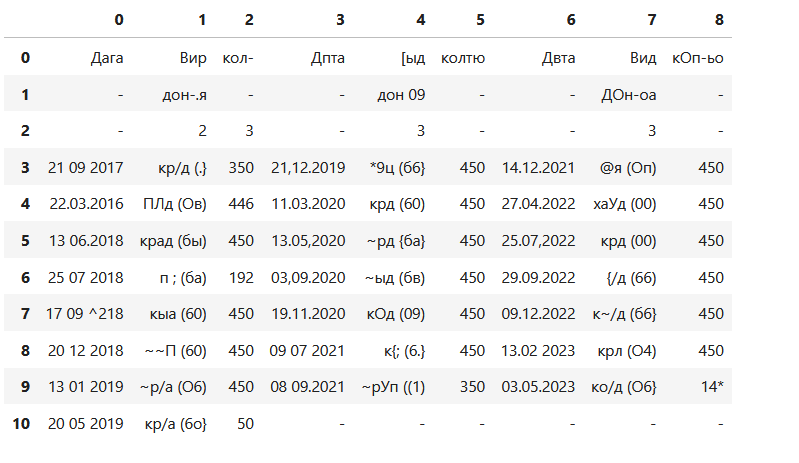 0 1 2 3 4 5 6 7 8
0 Дага Вир кол- Дпта [ыд колтю Двта Вид кОп-ьо
1 - дон-.я - - дон 09 - - ДОн-оа -
2 - 2 3 - 3 - - 3 -
3 21 09 2017 кр/д (.} 350 21,12.2019 *9ц (66} 450 14.12.2021 @я (Оп) 450
4 22.03.2016 ПЛд (Ов) 446 11.03.2020 крд (60) 450 27.04.2022 хаУд (00) 450
5 13 06.2018 крад (бы) 450 13.05,2020 ~рд {ба} 450 25.07,2022 крд (00) 450
6 25 07 2018 п ; (ба) 192 03,09.2020 ~ыд (бв) 450 29.09.2022 {/д (66) 450
7 17 09 ^218 кыа (60) 450 19.11.2020 кОд (09) 450 09.12.2022 к~/д (66} 450
8 20 12 2018 ~~П (60) 450 09 07 2021 к{; (6.} 450 13.02 2023 крл (О4) 450
9 13 01 2019 ~р/а (Об) 450 08 09.2021 ~рУп ((1) 350 03.05.2023 ко/д (Об} 14*
10 20 05 2019 кр/а (6о} 50 - - - - - -